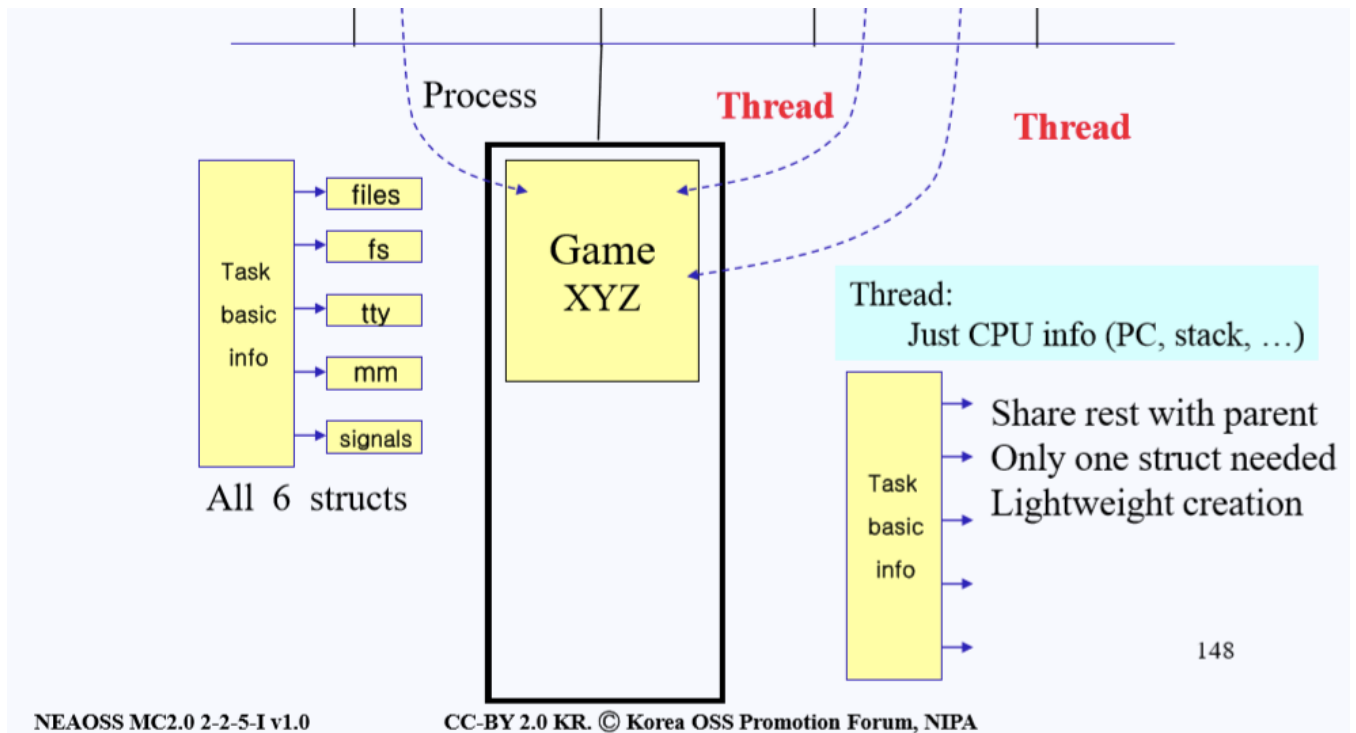 Process
Thread
Thread
files
fs
tty
mm
signals
Task
basic
info
All 6 structs
Game
XYZ
Thread:
Just CPU info (PC, stack, …)
Task
basic
info
Share rest with parent
Only one struct needed
Lightweight creation
148
NEAOSS MC2.0 2-2-5-I v1.0
CC-BY 2.0 KR. Ⓒ Korea OSS Promotion Forum, NIPA